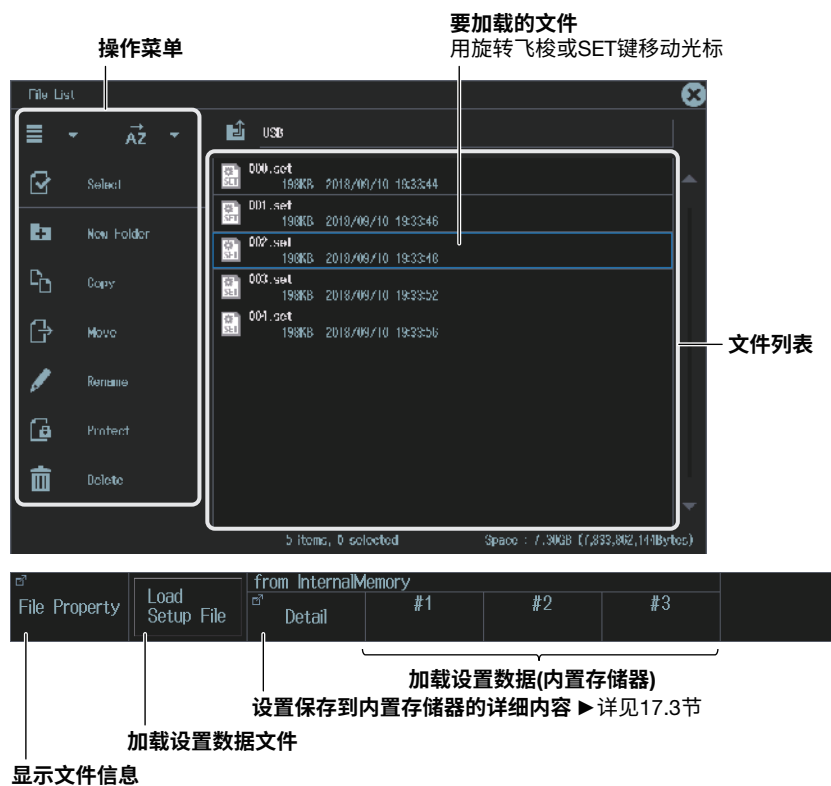 要加载的文件
用旋转飞梭或SET键移动光标
操作菜单
File List
AZ
USB
Select
New Folder
Copy
Move
Rename
Protect
Delete
000.set
198KB 2018/09/10 19:33:44
001.set
198KB 2018/09/10 19:33:46
002.set
198KB 2018/09/10 19:33:48
003.set
198KB 2018/09/10 19:33:52
004.set
198KB 2018/09/10 19:33:56
文件列表
5 items, 0 selected
Space : 7.30GB (7,833,802,144Bytes)
File Property
Load
Setup File
from InternalMemory
Detail
#1
#2
#3
加载设置数据(内置存储器)
设置保存到内置存储器的详细内容 ▶详见17.3节
加载设置数据文件
显示文件信息